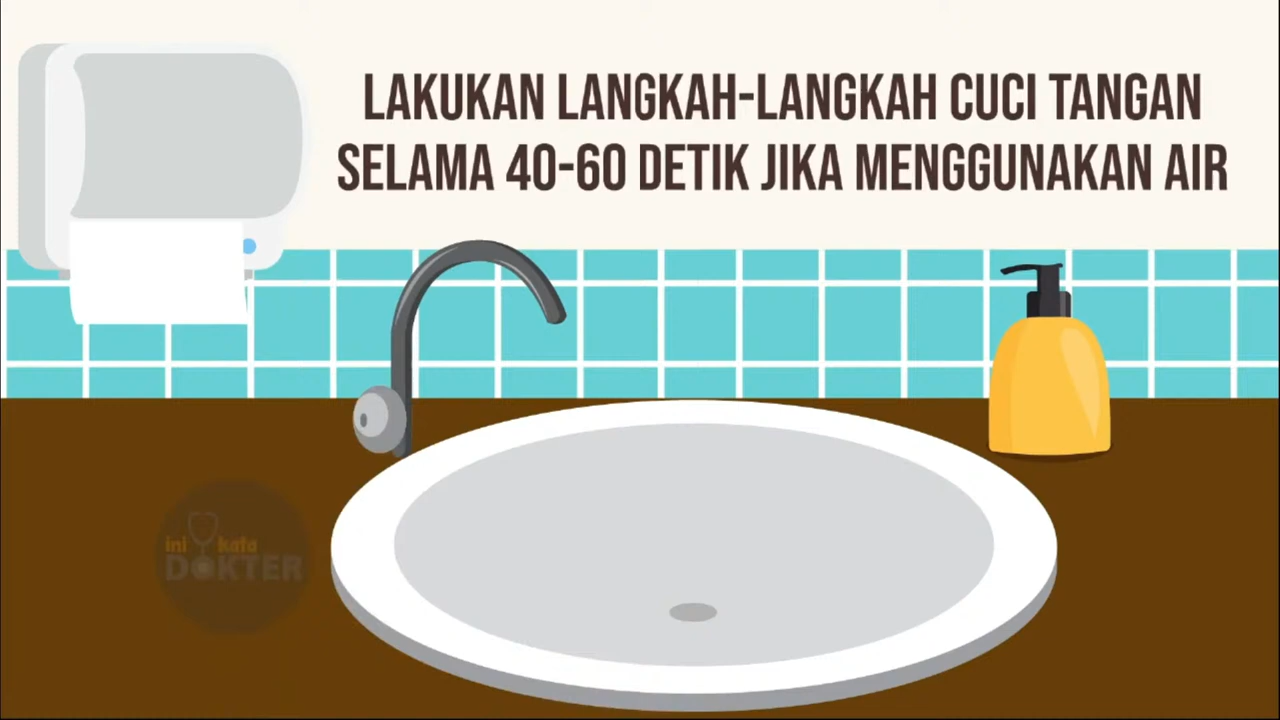 LAKUKAN LANGKAH-LANGKAH CUCI TANGAN
SELAMA 40-60 DETIK JIKA MENGGUNAKAN AIR
ini kata
DOKTER